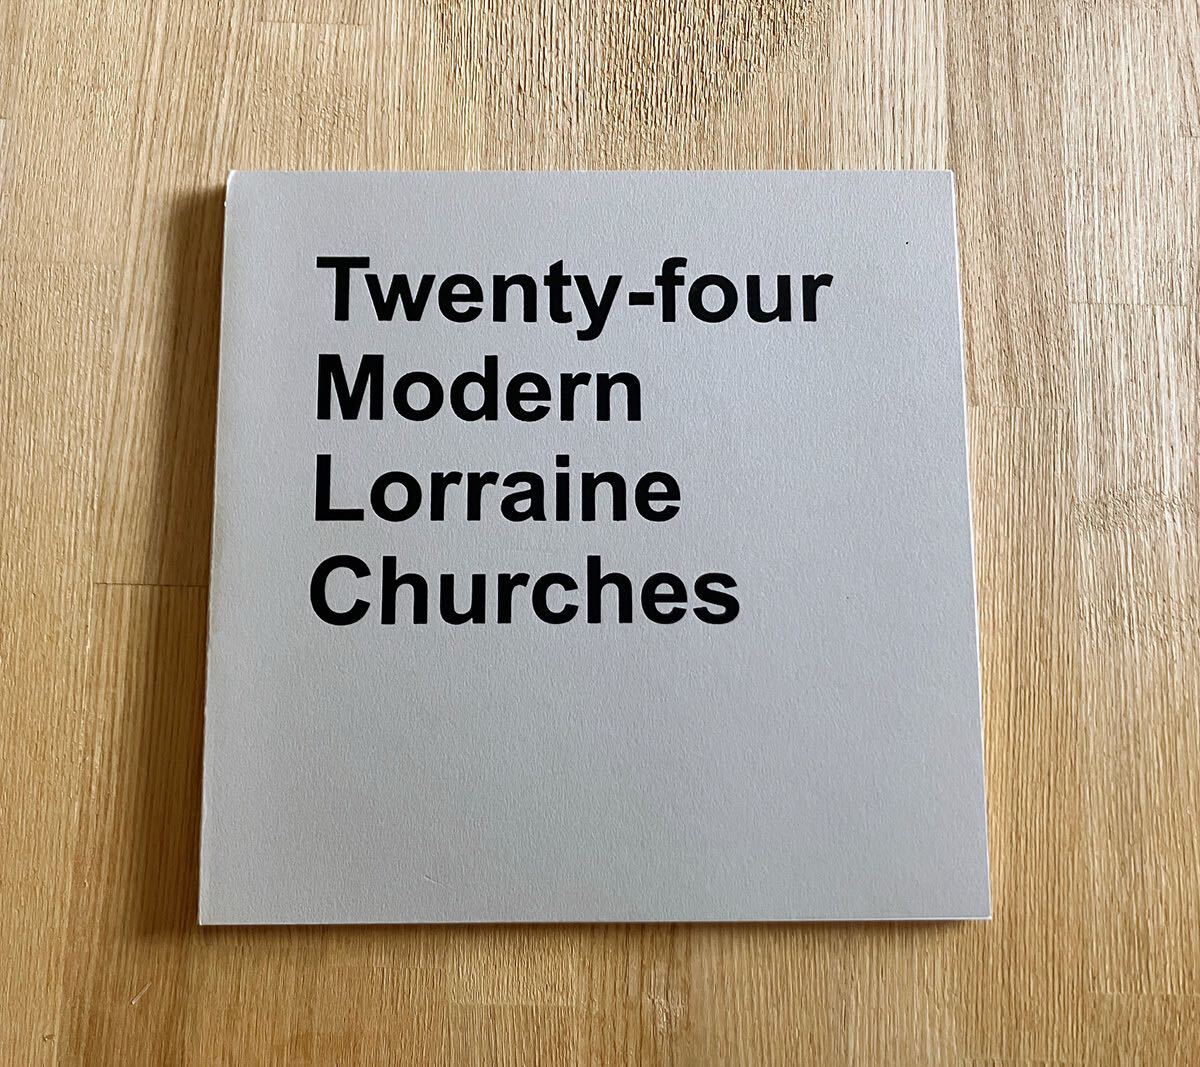 Twenty-four
Modern
Lorraine
Churches